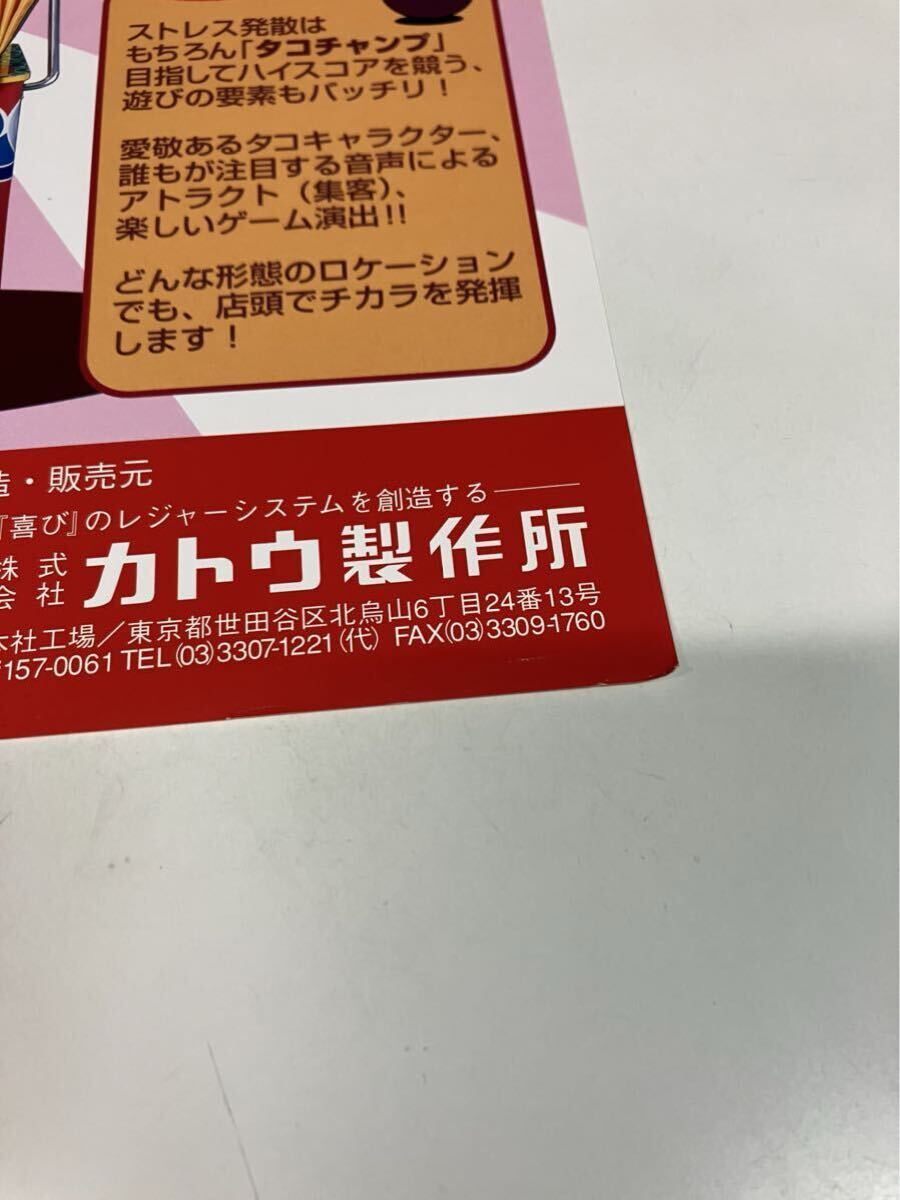 ストレス発散は
もちろん「タコチャンプ」
目指してハイスコアを競う、
遊びの要素もバッチリ！
愛敬あるタコキャラクター、
誰もが注目する音声による
アトラクト（集客）、
楽しいゲーム演出!!
どんな形態のロケーション
でも、店頭でチカラを発揮
します！
造・販売元
『喜び』のレジャーシステムを創造する――
株式会社 カトウ製作所
本社工場／東京都世田谷区北烏山6丁目24番13号
〒157-0061 TEL(03)3307-1221(代) FAX(03)3309-1760